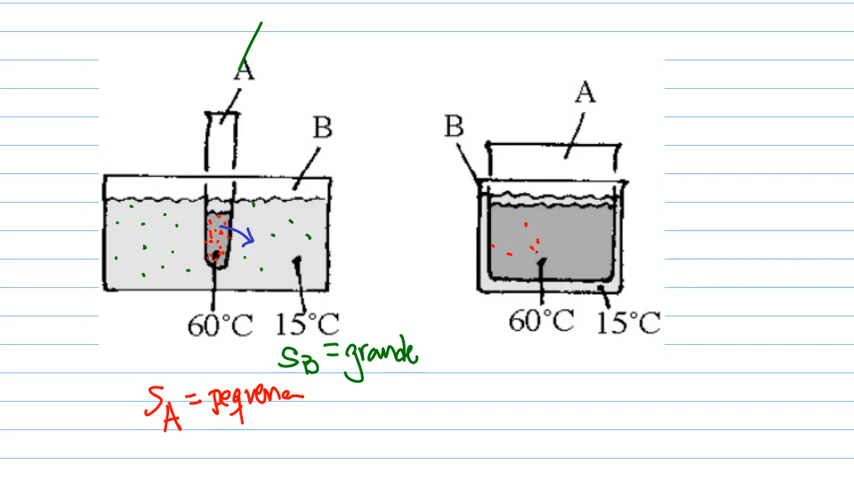 A
B
60°C
15°C
B
A
60°C
15°C
S_B = grande
S_A = pequena